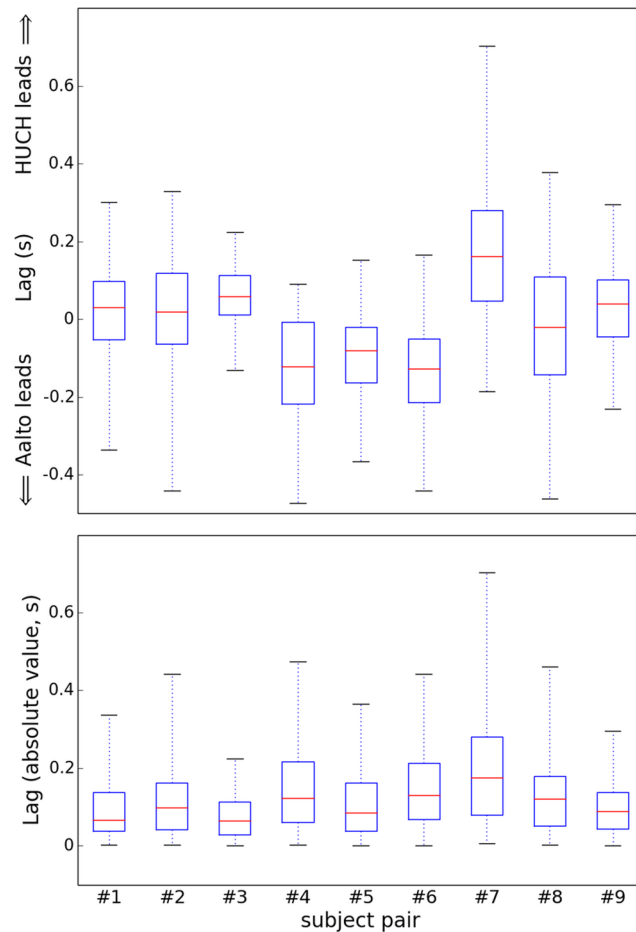 HUCH leads ⟹
Lag (s)
⟸ Aalto leads
0.6
0.4
0.2
0
-0.2
-0.4
Lag (absolute value, s)
0.6
0.4
0.2
0
#1 #2 #3 #4 #5 #6 #7 #8 #9
subject pair